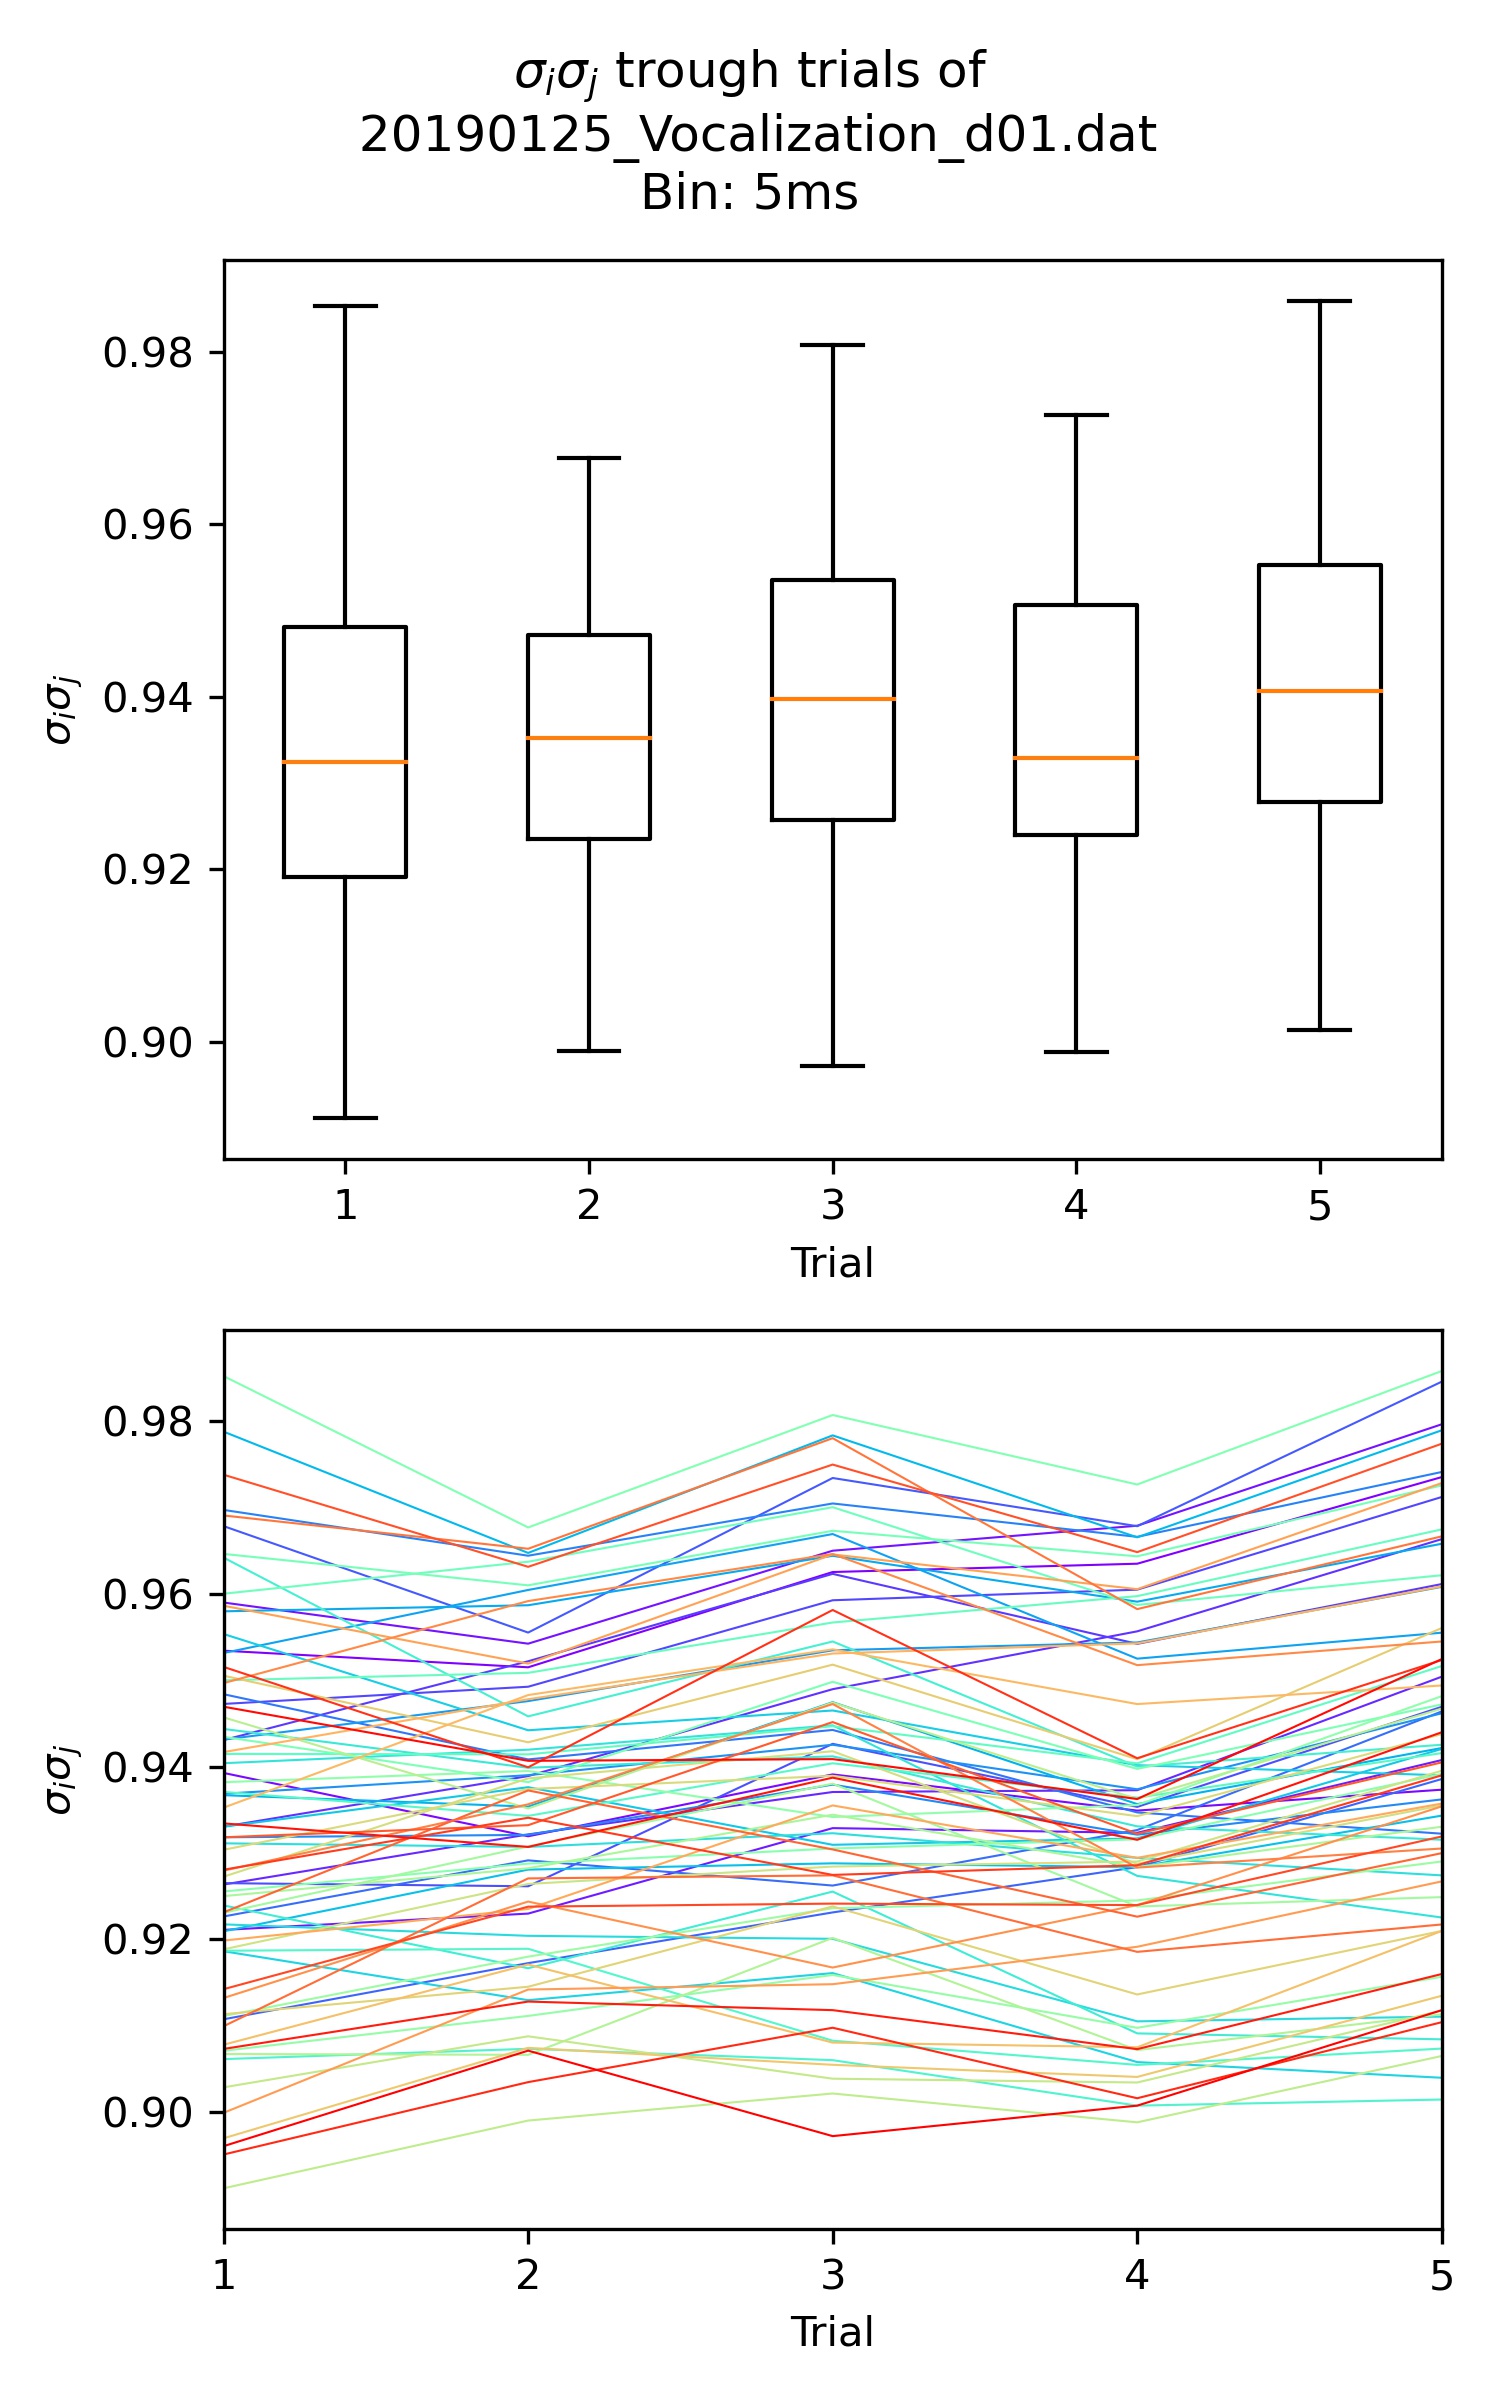 σᵢσⱼ trough trials of
20190125_Vocalization_d01.dat
Bin: 5ms
σᵢσⱼ
0.98
0.96
0.94
0.92
0.90
1 2 3 4 5
Trial
σᵢσⱼ
0.98
0.96
0.94
0.92
0.90
1 2 3 4 5
Trial